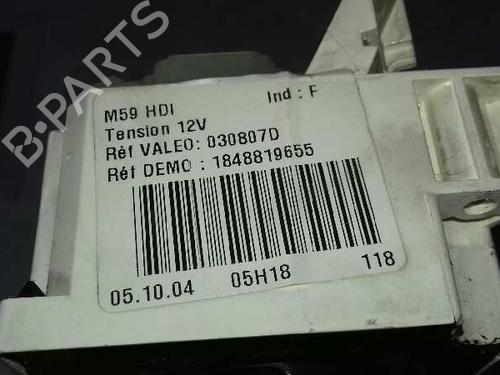 B-PARTS
M59 HDI Ind : F
Tension 12V
Réf VALEO: 030807D
Réf DEMO : 1848819655
05.10.04 05H18 118